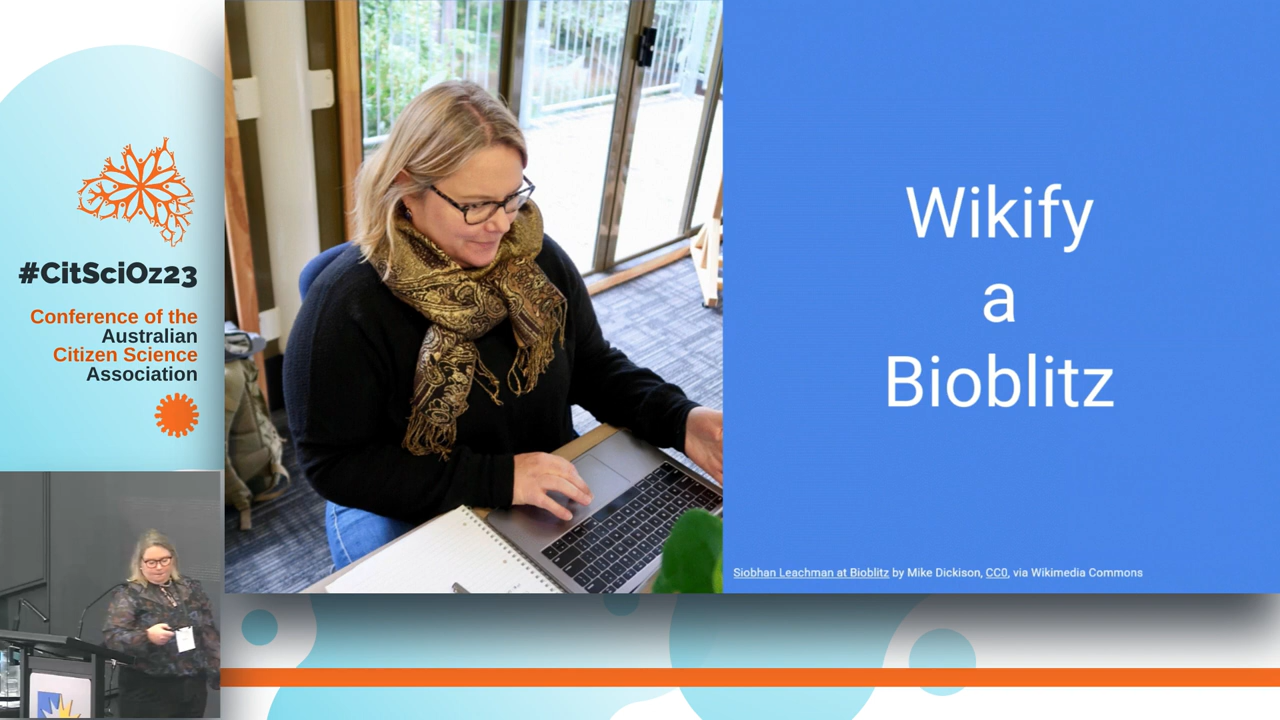 #CitSciOz23
Conference of the
Australian
Citizen Science
Association
Wikify
a
Bioblitz
Siobhan Leachman at Bioblitz by Mike Dickison, CC0, via Wikimedia Commons